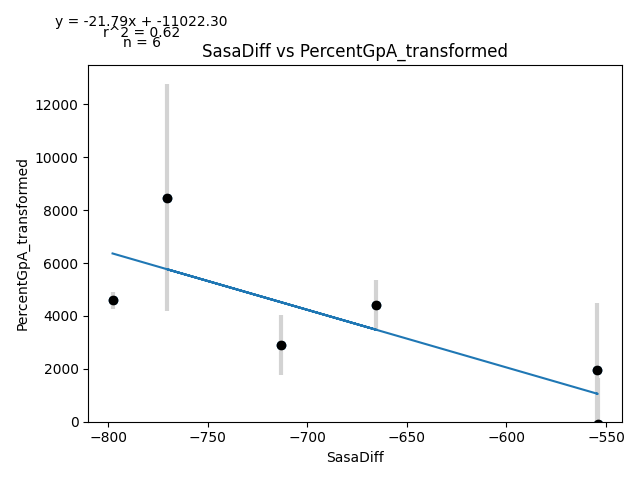 y = -21.79x + -11022.30
r^2 = 0.62
n = 6
SasaDiff vs PercentGpA_transformed
PercentGpA_transformed
12000
10000
8000
6000
4000
2000
0
−800
−750
−700
−650
−600
−550
SasaDiff